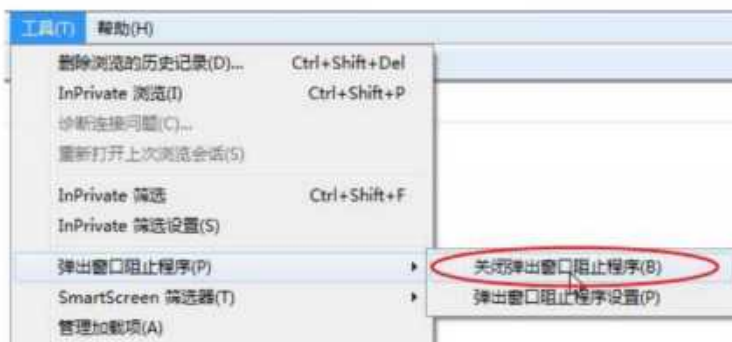 工具(T) 帮助(H)
删除浏览的历史记录(D)... Ctrl+Shift+Del
InPrivate 浏览(I) Ctrl+Shift+P
诊断连接问题(C)...
重新打开上次浏览会话(S)
InPrivate 筛选 Ctrl+Shift+F
InPrivate 筛选设置(S)
弹出窗口阻止程序(P) 关闭弹出窗口阻止程序(B)
SmartScreen 筛选器(T) 弹出窗口阻止程序设置(P)
管理加载项(A)